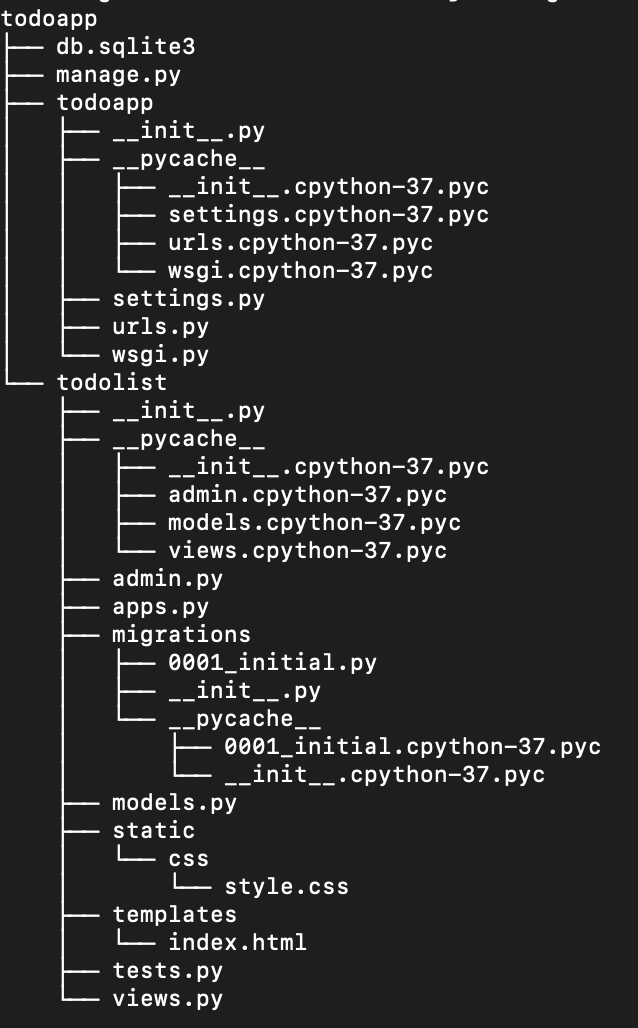 todoapp
├── db.sqlite3
├── manage.py
├── todoapp
│   ├── __init__.py
│   ├── __pycache__
│   │   ├── __init__.cpython-37.pyc
│   │   ├── settings.cpython-37.pyc
│   │   ├── urls.cpython-37.pyc
│   │   └── wsgi.cpython-37.pyc
│   ├── settings.py
│   ├── urls.py
│   └── wsgi.py
└── todolist
    ├── __init__.py
    ├── __pycache__
    │   ├── __init__.cpython-37.pyc
    │   ├── admin.cpython-37.pyc
    │   ├── models.cpython-37.pyc
    │   └── views.cpython-37.pyc
    ├── admin.py
    ├── apps.py
    ├── migrations
    │   ├── 0001_initial.py
    │   ├── __init__.py
    │   └── __pycache__
    │       ├── 0001_initial.cpython-37.pyc
    │       └── __init__.cpython-37.pyc
    ├── models.py
    ├── static
    │   └── css
    │       └── style.css
    ├── templates
    │   └── index.html
    ├── tests.py
    └── views.py